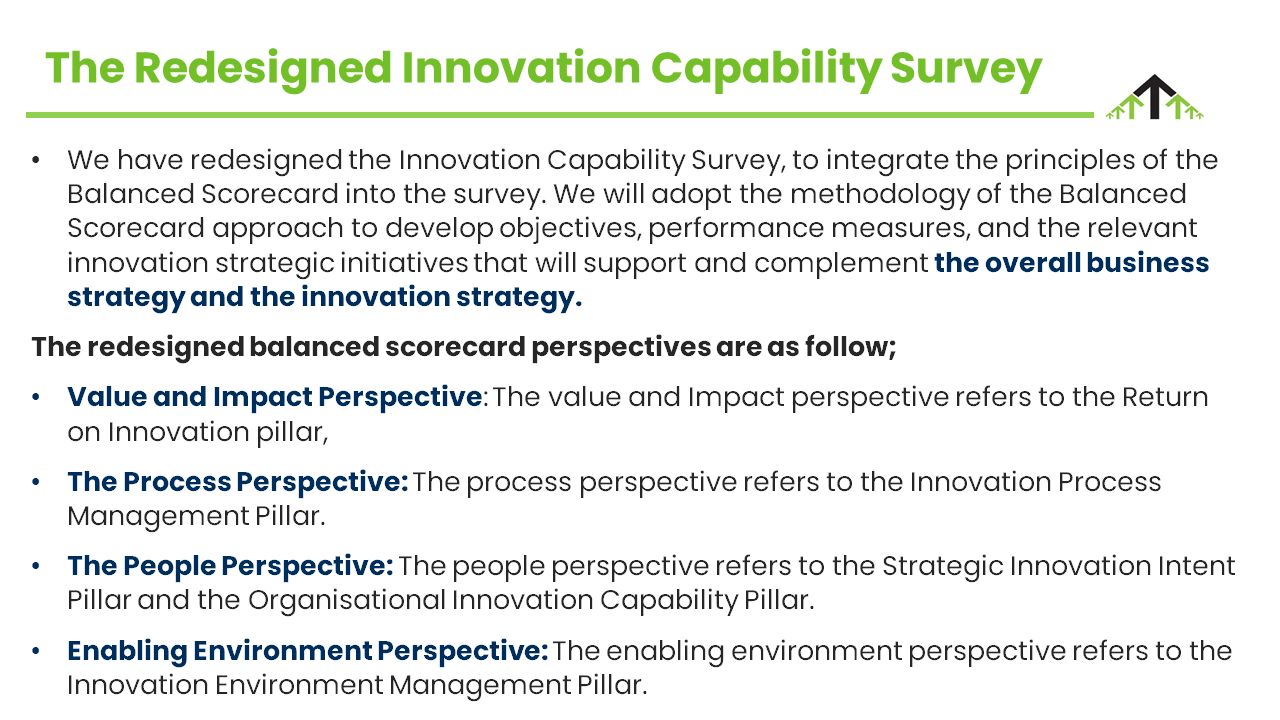 The Redesigned Innovation Capability Survey
• We have redesigned the Innovation Capability Survey, to integrate the principles of the
Balanced Scorecard into the survey. We will adopt the methodology of the Balanced
Scorecard approach to develop objectives, performance measures, and the relevant
innovation strategic initiatives that will support and complement the overall business
strategy and the innovation strategy.
The redesigned balanced scorecard perspectives are as follow;
• Value and Impact Perspective: The value and Impact perspective refers to the Return
on Innovation pillar,
• The Process Perspective: The process perspective refers to the Innovation Process
Management Pillar.
• The People Perspective: The people perspective refers to the Strategic Innovation Intent
Pillar and the Organisational Innovation Capability Pillar.
• Enabling Environment Perspective: The enabling environment perspective refers to the
Innovation Environment Management Pillar.